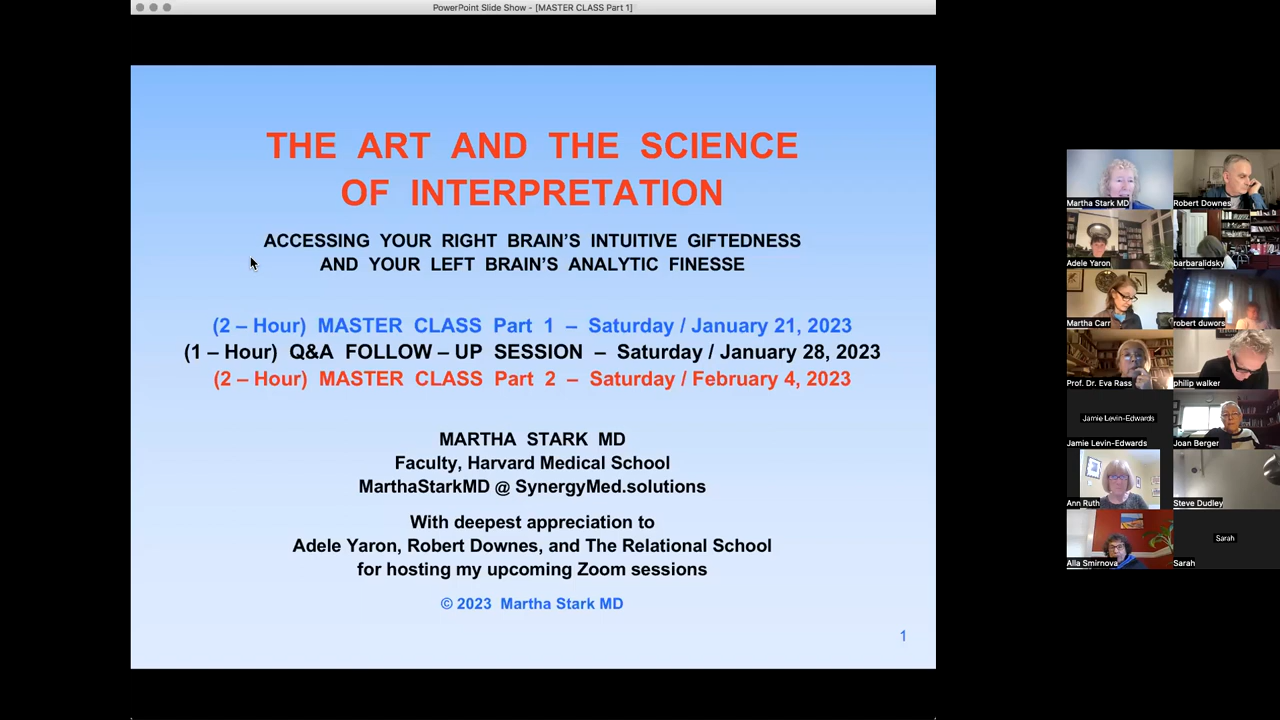 PowerPoint Slide Show - [MASTER CLASS Part 1]
THE ART AND THE SCIENCE
OF INTERPRETATION
ACCESSING YOUR RIGHT BRAIN'S INTUITIVE GIFTEDNESS
AND YOUR LEFT BRAIN'S ANALYTIC FINESSE
(2 – Hour) MASTER CLASS Part 1 – Saturday / January 21, 2023
(1 – Hour) Q&A FOLLOW – UP SESSION – Saturday / January 28, 2023
(2 – Hour) MASTER CLASS Part 2 – Saturday / February 4, 2023
MARTHA STARK MD
Faculty, Harvard Medical School
MarthaStarkMD @ SynergyMed.solutions
With deepest appreciation to
Adele Yaron, Robert Downes, and The Relational School
for hosting my upcoming Zoom sessions
© 2023 Martha Stark MD
1
Martha Stark MD
Robert Downes
Adele Yaron
barbaralidsky
Martha Carr
robert duwors
Prof. Dr. Eva Rass
philip walker
Jamie Levin-Edwards
Jamie Levin-Edwards
Joan Berger
Ann Ruth
Steve Dudley
Alla Smirnova
Sarah
Sarah